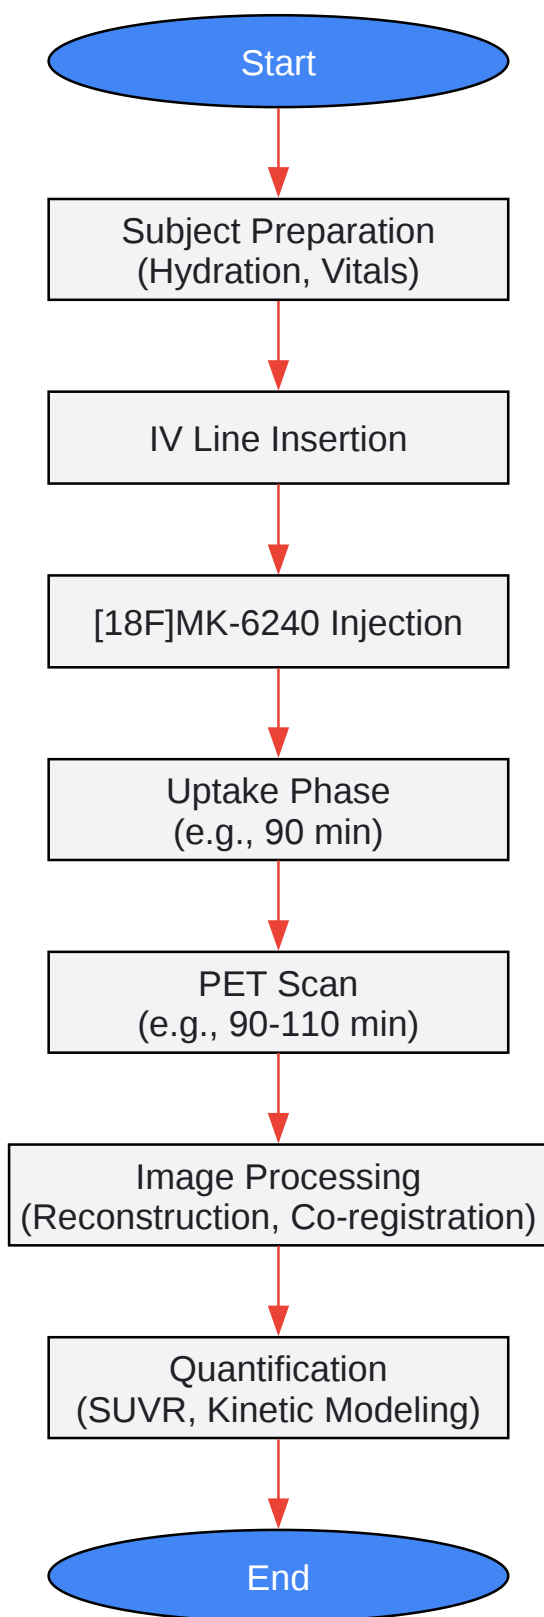 Start
Subject Preparation
(Hydration, Vitals)
IV Line Insertion
[18F]MK-6240 Injection
Uptake Phase
(e.g., 90 min)
PET Scan
(e.g., 90-110 min)
Image Processing
(Reconstruction, Co-registration)
Quantification
(SUVR, Kinetic Modeling)
End